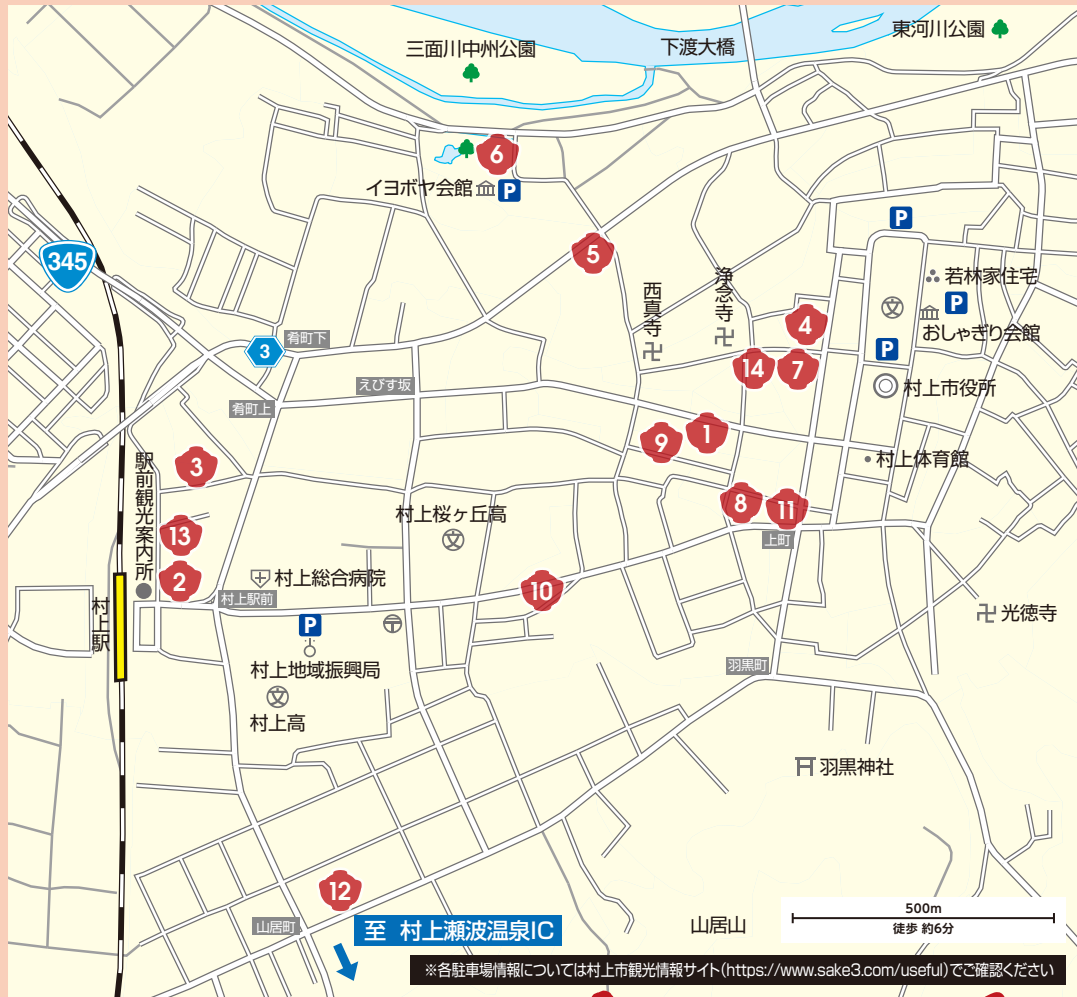 東河川公園
三面川中州公園
下渡大橋
6
イヨボヤ会館
P
P
345
5
若林家住宅
西真寺
浄念寺
文
P
おしゃぎり会館
4
肴町下
3
P
14
7
えびす坂
村上市役所
肴町上
1
9
村上体育館
3
駅前観光案内所
8
11
村上桜ヶ丘高
文
上町
13
2
村上総合病院
10
村上駅前
村上駅
P
光徳寺
村上地域振興局
羽黒町
文
村上高
羽黒神社
12
山居町
至 村上瀬波温泉IC
山居山
500m
徒歩 約6分
※各駐車場情報については村上市観光情報サイト(https://www.sake3.com/useful)でご確認ください